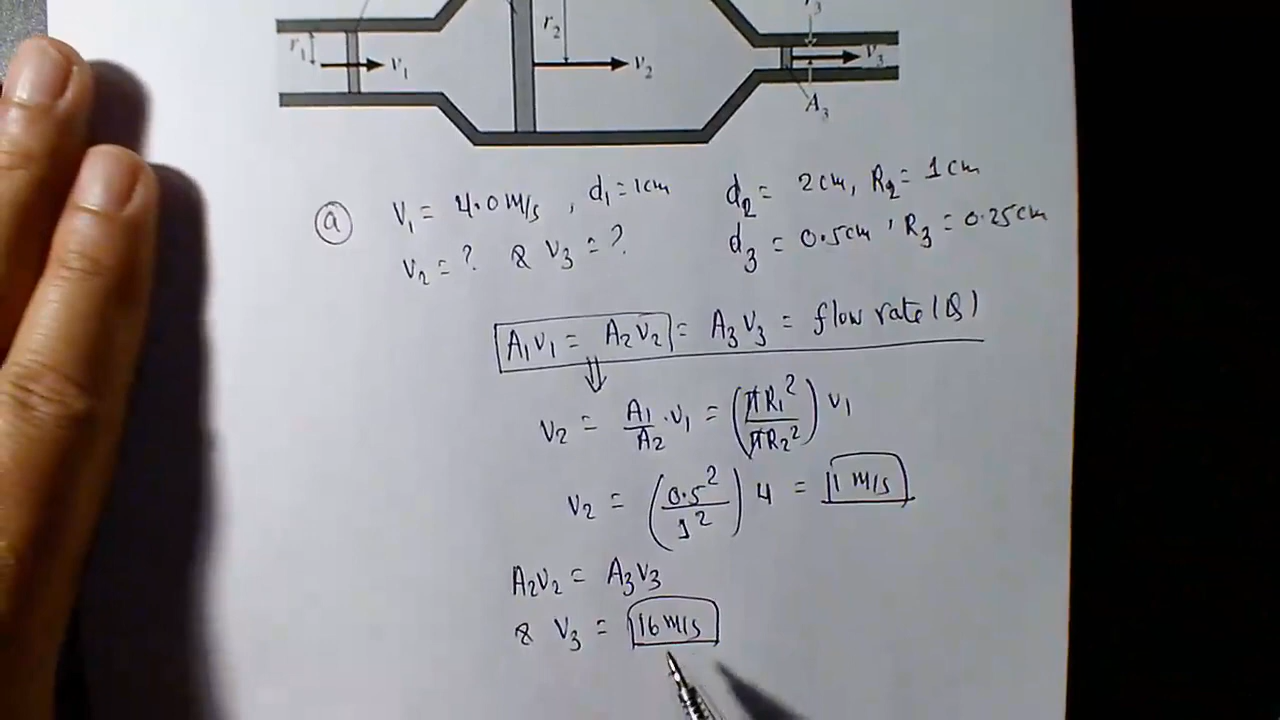 r₁ v₁ r₂ v₂ r₃ v₃
A₃
(a) V₁ = 4.0 m/s , d₁ = 1cm d₂ = 2cm, R₂ = 1cm
V₂ = ? & V₃ = ? d₃ = 0.5cm , R₃ = 0.25cm
A₁V₁ = A₂V₂ = A₃V₃ = flow rate (Q)
⇓
V₂ = A₁/A₂ · V₁ = (πR₁²/πR₂²) V₁
V₂ = (0.5²/1²) 4 = 1 m/s
A₂V₂ = A₃V₃
& V₃ = 16 m/s